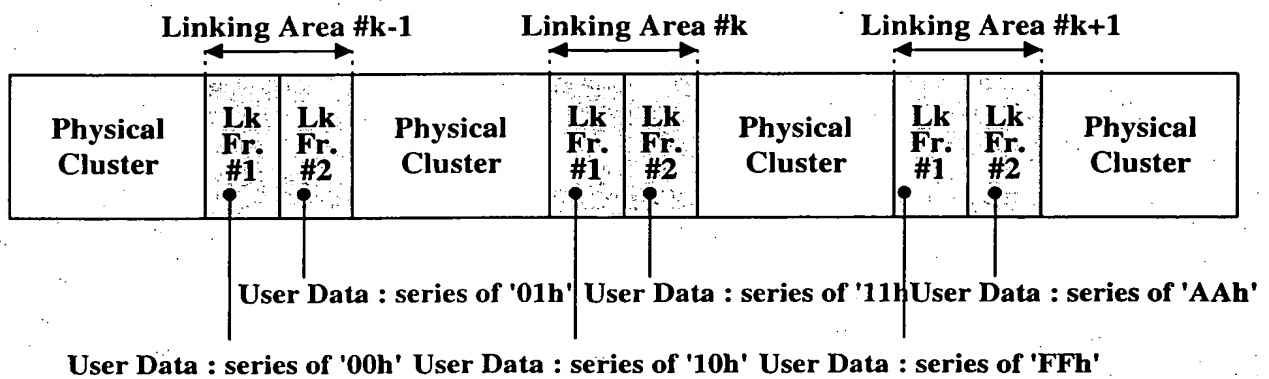 Linking Area #k-1 Linking Area #k Linking Area #k+1
Physical Cluster Lk Fr. #1 Lk Fr. #2 Physical Cluster Lk Fr. #1 Lk Fr. #2 Physical Cluster Lk Fr. #1 Lk Fr. #2 Physical Cluster
User Data : series of '01h' User Data : series of '11h User Data : series of 'AAh'
User Data : series of '00h' User Data : series of '10h' User Data : series of 'FFh'